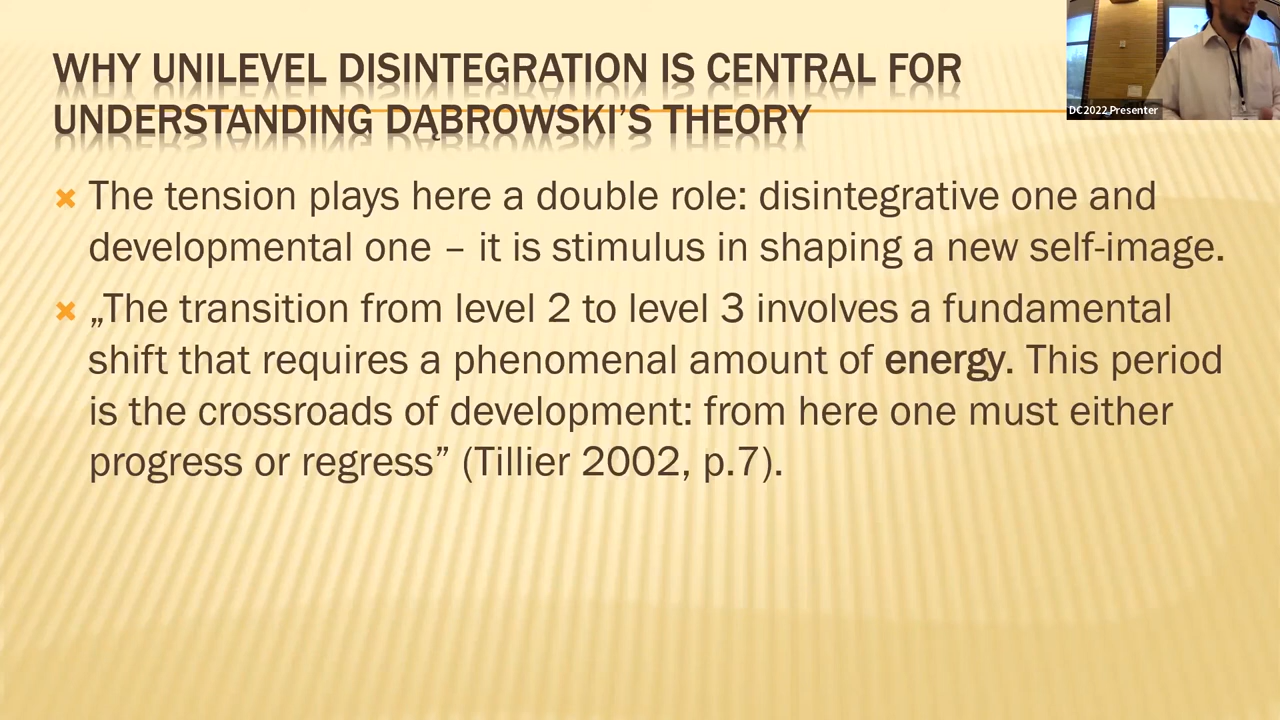 WHY UNILEVEL DISINTEGRATION IS CENTRAL FOR
UNDERSTANDING DĄBROWSKI'S THEORY
DC2022 Presenter
The tension plays here a double role: disintegrative one and
developmental one – it is stimulus in shaping a new self-image.
„The transition from level 2 to level 3 involves a fundamental
shift that requires a phenomenal amount of energy. This period
is the crossroads of development: from here one must either
progress or regress” (Tillier 2002, p.7).